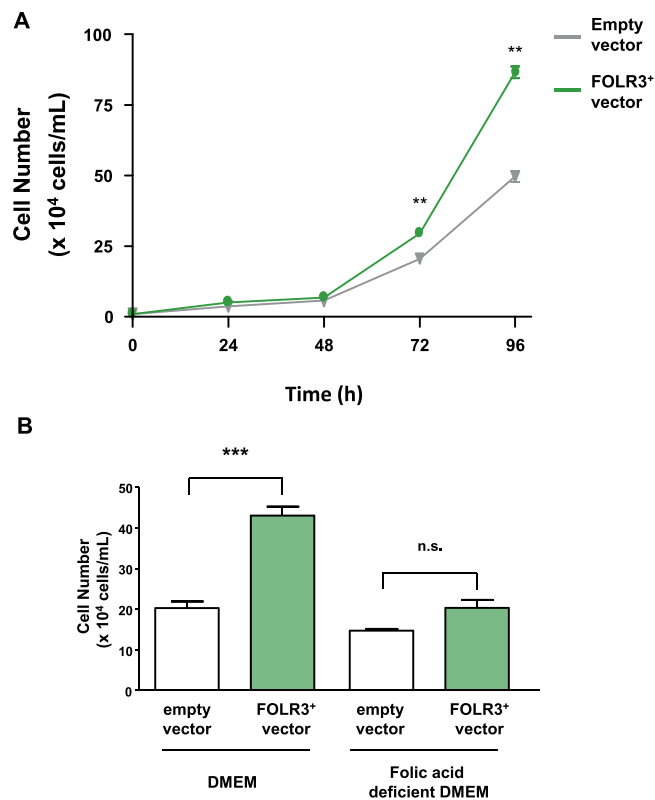 A
100
75
50
25
0
Cell Number
(x 10⁴ cells/mL)
**
**
0 24 48 72 96
Time (h)
Empty
vector
FOLR3⁺
vector
B
50
40
30
20
10
0
Cell Number
(x 10⁴ cells/mL)
***
n.s.
empty
vector
FOLR3⁺
vector
empty
vector
FOLR3⁺
vector
DMEM
Folic acid
deficient DMEM